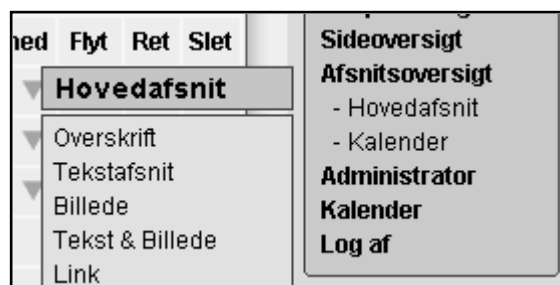 Flyt Ret Slet
Hovedafsnit
Overskrift
Tekstafsnit
Billede
Tekst & Billede
Link
Sideoversigt
Afsnitsoversigt
- Hovedafsnit
- Kalender
Administrator
Kalender
Log af